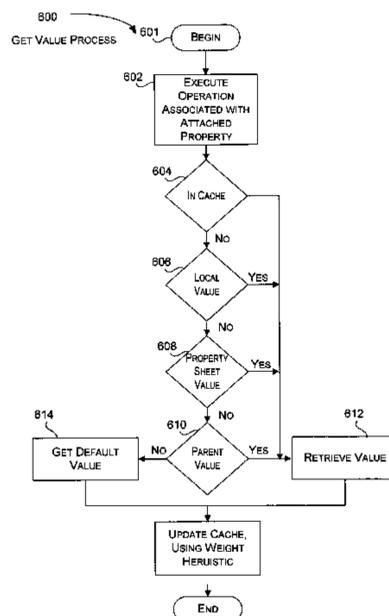 600
GET VALUE PROCESS
601
BEGIN
602
EXECUTE
OPERATION
ASSOCIATED WITH
ATTACHED
PROPERTY
604
IN CACHE
NO
606
LOCAL
VALUE
YES
NO
608
PROPERTY
SHEET
VALUE
YES
NO
610
PARENT
VALUE
NO
YES
614
GET DEFAULT
VALUE
612
RETRIEVE VALUE
UPDATE CACHE,
USING WEIGHT
HERUISTIC
END